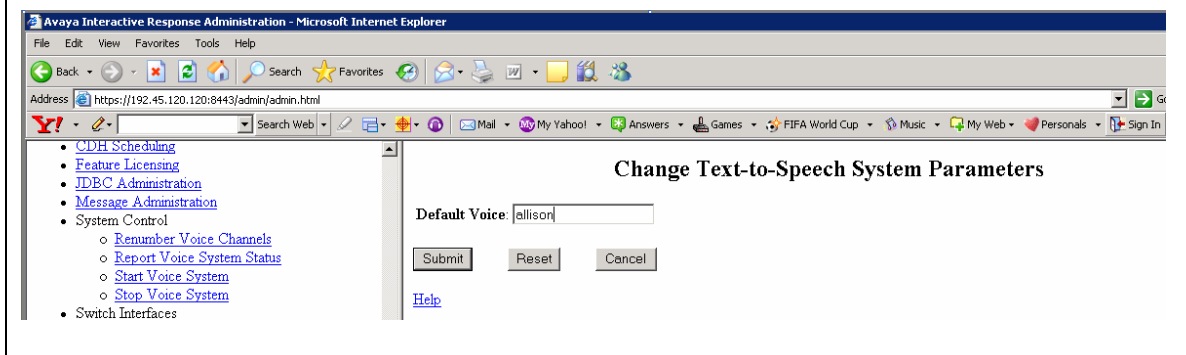 Avaya Interactive Response Administration - Microsoft Internet Explorer
File Edit View Favorites Tools Help
Back Search Favorites
Address https://192.45.120.120:8443/admin/admin.html
Y! Search Web Mail My Yahoo! Answers Games FIFA World Cup Music My Web Personals Sign In
CDH Scheduling
Feature Licensing
JDBC Administration
Message Administration
System Control
Renumber Voice Channels
Report Voice System Status
Start Voice System
Stop Voice System
Switch Interfaces
Change Text-to-Speech System Parameters
Default Voice: allison
Submit Reset Cancel
Help